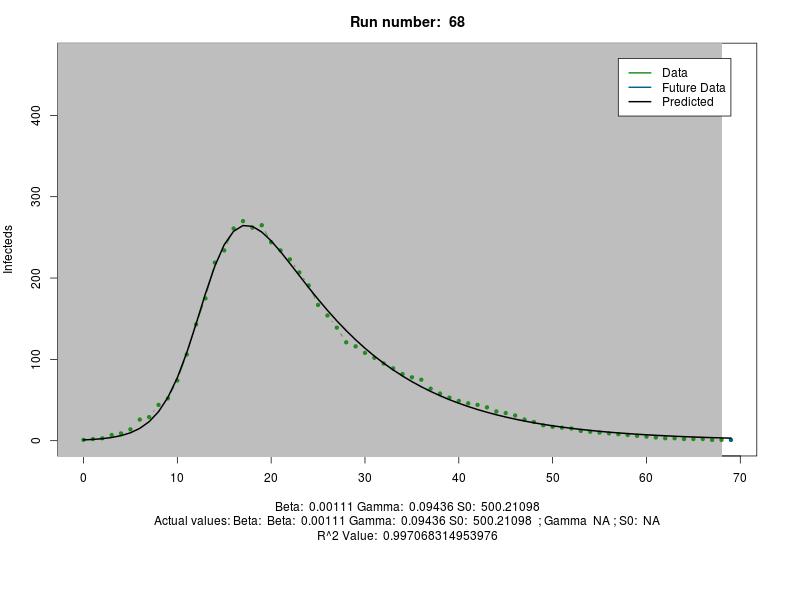 Run number:  68
Data
Future Data
Predicted
Infecteds
400
300
200
100
0
0 10 20 30 40 50 60 70
Beta:  0.00111 Gamma:  0.09436 S0:  500.21098
Actual values: Beta:  Beta:  0.00111 Gamma:  0.09436 S0:  500.21098  ; Gamma  NA ; S0:  NA
R^2 Value:  0.997068314953976